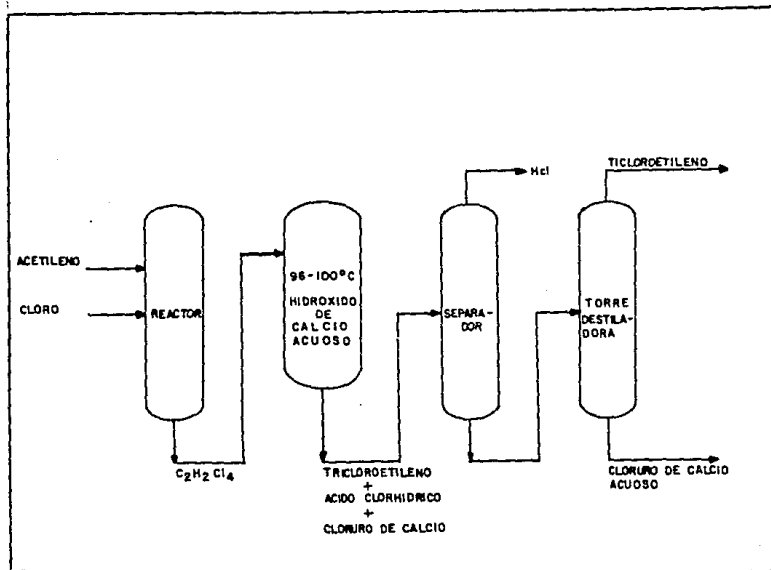 ACETILENO
CLORO
REACTOR
C2H2Cl4
96-100°C
HIDROXIDO
DE
CALCIO
ACUOSO
TRICLOROETILENO
+
ACIDO CLORHIDRICO
+
CLORURO DE CALCIO
SEPARA-
DOR
Hcl
TORRE
DESTILA-
DORA
TICLOROETILENO
CLORURO DE CALCIO
ACUOSO